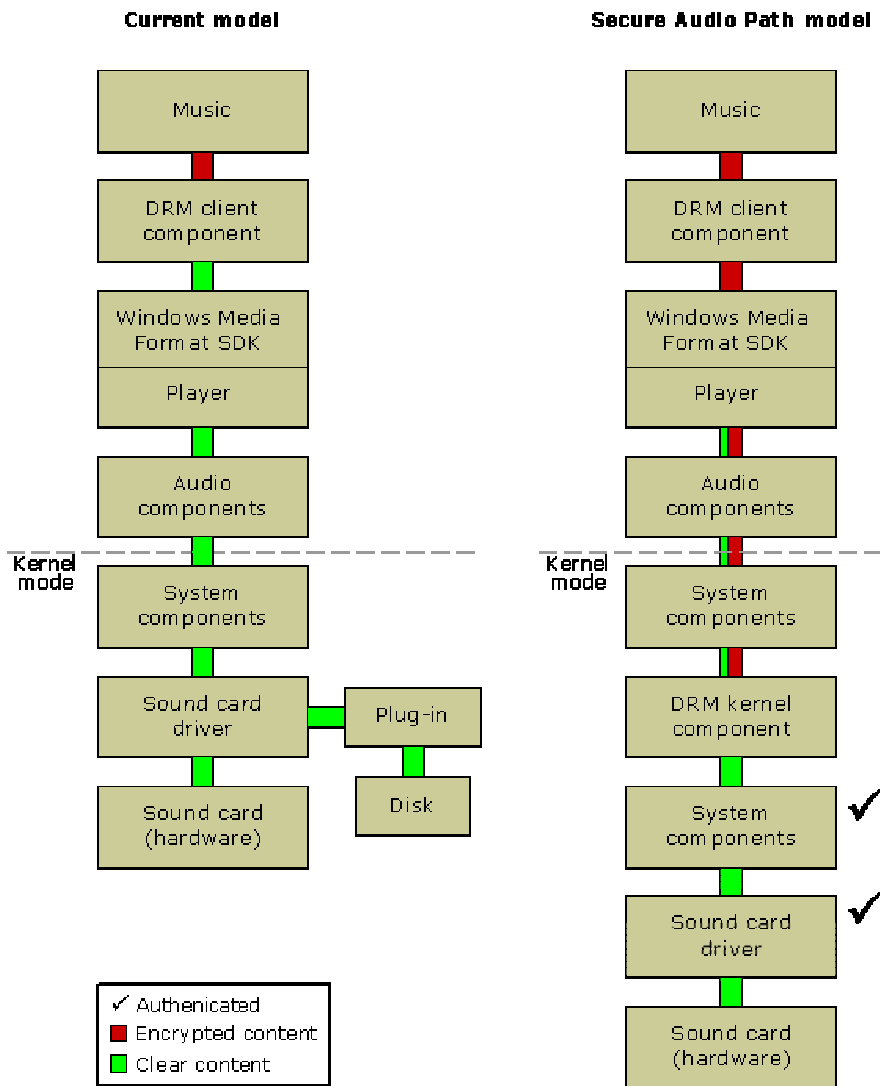 Current model
Music
DRM client
component
Windows Media
Format SDK
Player
Audio
components
Kernel
mode
System
components
Sound card
driver
Plug-in
Disk
Sound card
(hardware)
Authenicated
Encrypted content
Clear content
Secure Audio Path model
Music
DRM client
component
Windows Media
Format SDK
Player
Audio
components
Kernel
mode
System
components
DRM kernel
component
System
components
Sound card
driver
Sound card
(hardware)